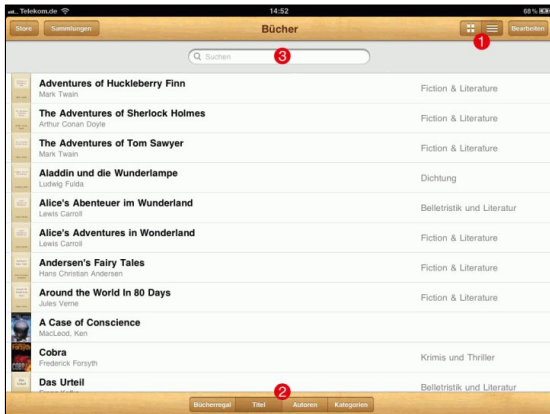 Telekom.de 14:52 68 %
Store Sammlungen Bücher 1 Bearbeiten
Suchen 3
Adventures of Huckleberry Finn
Mark Twain
Fiction & Literature
The Adventures of Sherlock Holmes
Arthur Conan Doyle
Fiction & Literature
The Adventures of Tom Sawyer
Mark Twain
Fiction & Literature
Aladdin und die Wunderlampe
Ludwig Fulda
Dichtung
Alice's Abenteuer im Wunderland
Lewis Carroll
Belletristik und Literatur
Alice's Adventures in Wonderland
Lewis Carroll
Fiction & Literature
Andersen's Fairy Tales
Hans Christian Andersen
Fiction & Literature
Around the World In 80 Days
Jules Verne
Fiction & Literature
A Case of Conscience
MacLeod, Ken
Cobra
Frederick Forsyth
Krimis und Thriller
Das Urteil
Belletristik und Literatur
2
Bücherregal Titel Autoren Kategorien